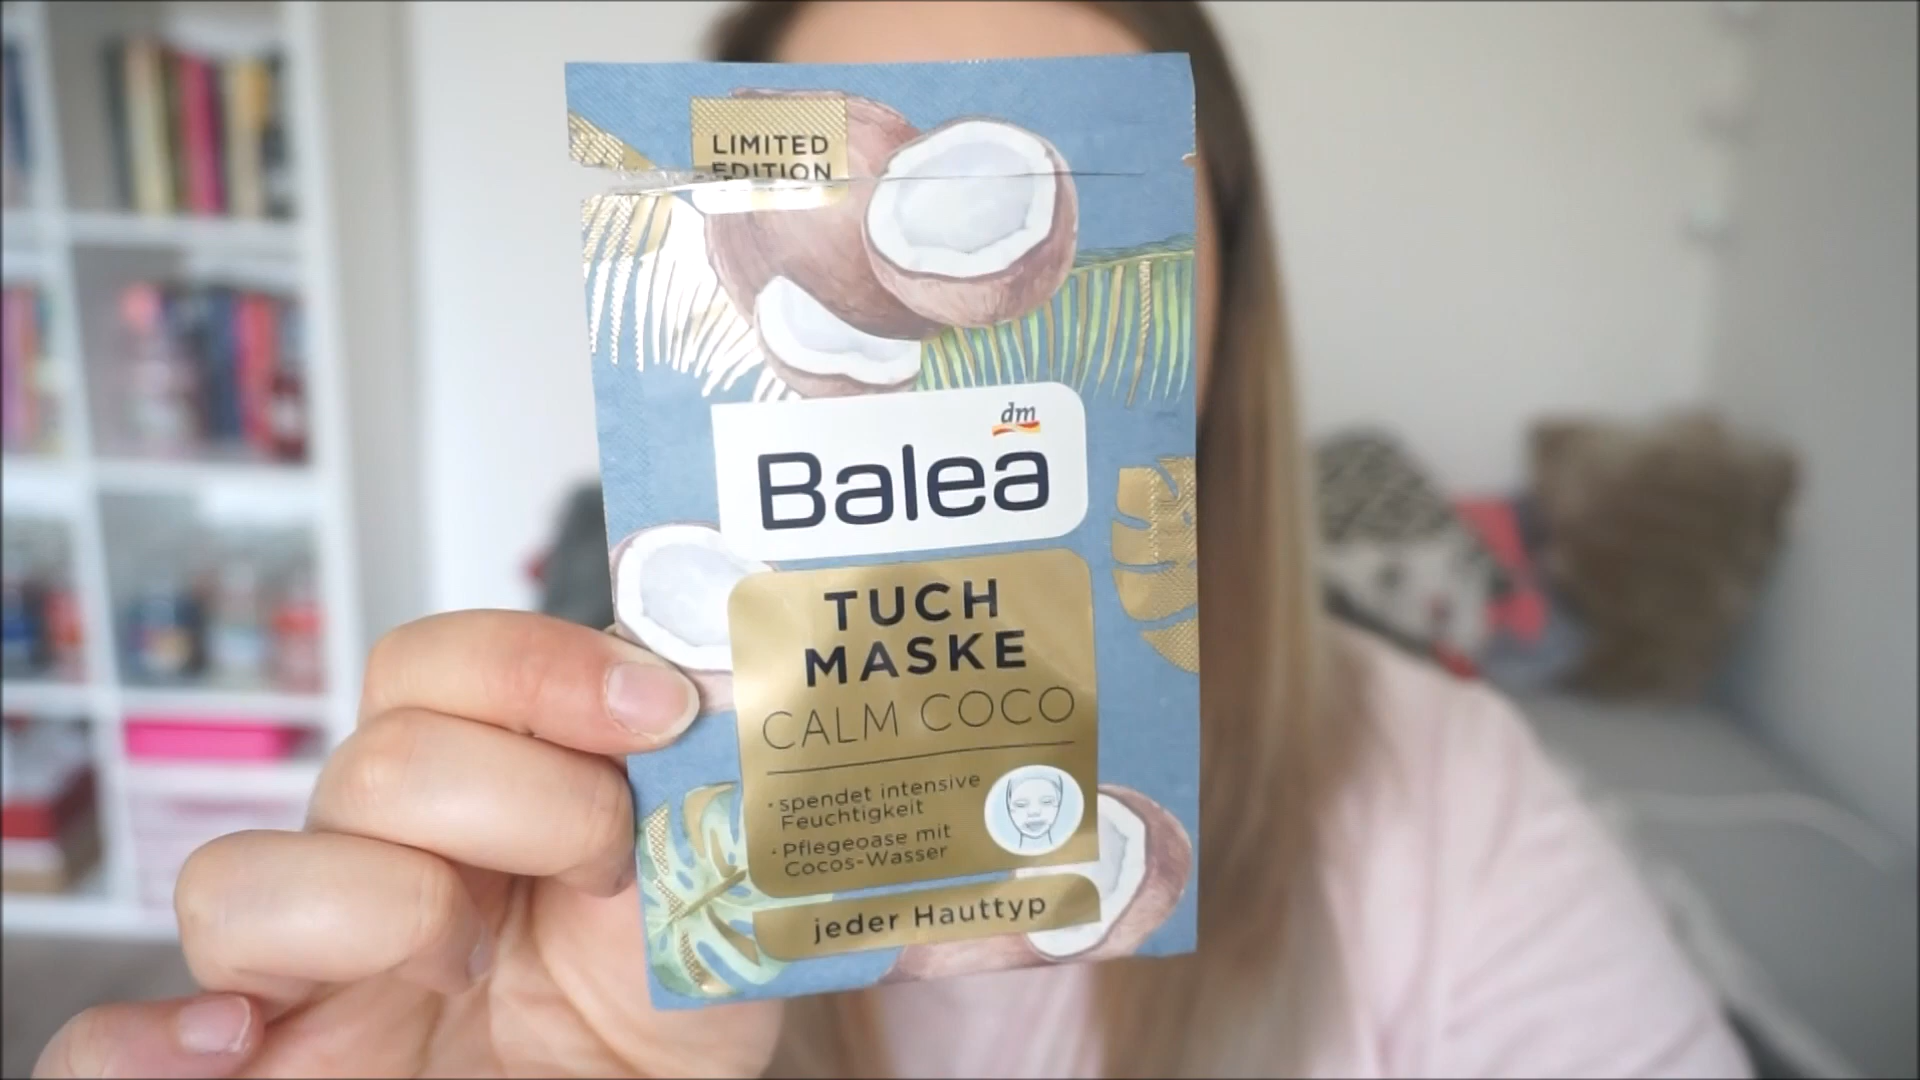 LIMITED
EDITION
dm
Balea
TUCH
MASKE
CALM COCO
• spendet intensive
Feuchtigkeit
• Pflegeoase mit
Cocos-Wasser
jeder Hauttyp